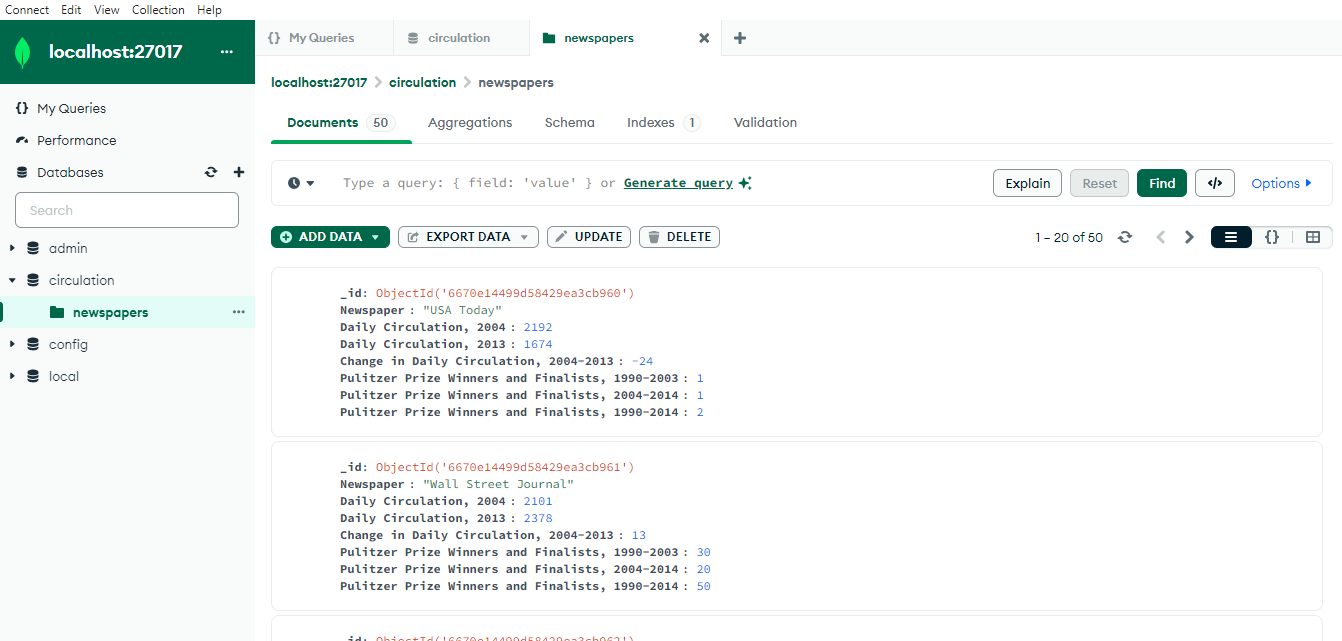 Connect Edit View Collection Help
localhost:27017 ...
{} My Queries circulation newspapers
My Queries
Performance
Databases
Search
admin
circulation
newspapers ...
config
local
localhost:27017 > circulation > newspapers
Documents 50 Aggregations Schema Indexes 1 Validation
Type a query: { field: 'value' } or Generate query
Explain Reset Find </> Options
ADD DATA EXPORT DATA UPDATE DELETE 1 – 20 of 50 {}
_id: ObjectId('6670e14499d58429ea3cb960')
Newspaper : "USA Today"
Daily Circulation, 2004 : 2192
Daily Circulation, 2013 : 1674
Change in Daily Circulation, 2004-2013 : -24
Pulitzer Prize Winners and Finalists, 1990-2003 : 1
Pulitzer Prize Winners and Finalists, 2004-2014 : 1
Pulitzer Prize Winners and Finalists, 1990-2014 : 2
_id: ObjectId('6670e14499d58429ea3cb961')
Newspaper : "Wall Street Journal"
Daily Circulation, 2004 : 2101
Daily Circulation, 2013 : 2378
Change in Daily Circulation, 2004-2013 : 13
Pulitzer Prize Winners and Finalists, 1990-2003 : 30
Pulitzer Prize Winners and Finalists, 2004-2014 : 20
Pulitzer Prize Winners and Finalists, 1990-2014 : 50
_id: ObjectId('6670e14499d58429ea3cb962')